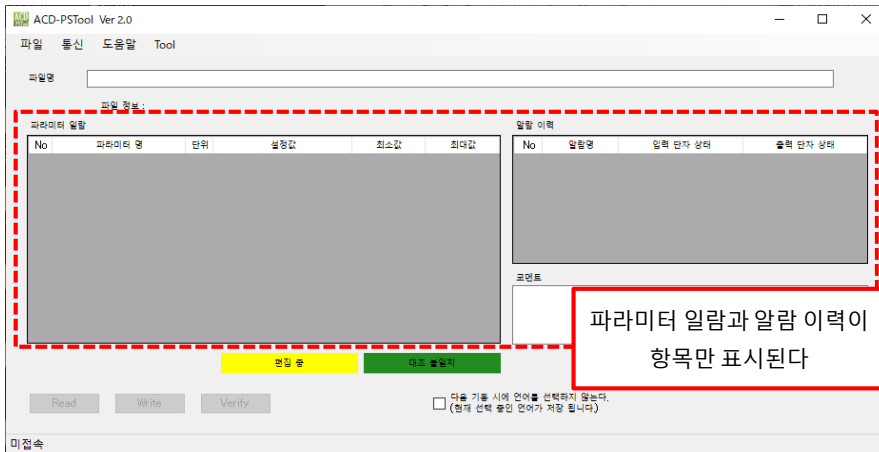 ACD-PSTool Ver 2.0
파일 통신 도움말 Tool
파일명
파일 정보 :
파라미터 일람
No 파라미터 명 단위 설정값 최소값 최대값
알람 이력
No 알람명 입력 단자 상태 출력 단자 상태
코멘트
파라미터 일람과 알람 이력이
항목만 표시된다
편집 중 대조 불일치
Read Write Verify
다음 기동 시에 언어를 선택하지 않는다.
(현재 선택 중인 언어가 저장 됩니다.)
미접속